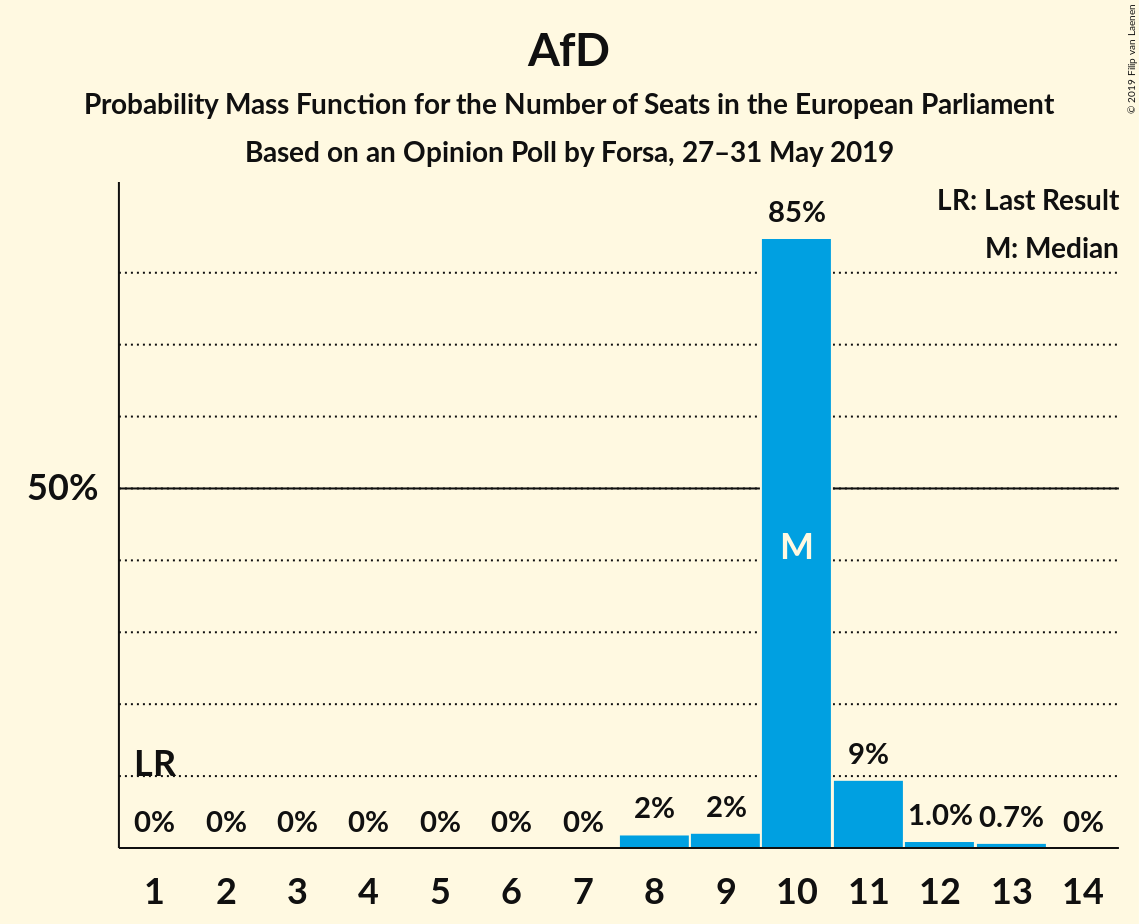 AfD
Probability Mass Function for the Number of Seats in the European Parliament
Based on an Opinion Poll by Forsa, 27–31 May 2019
© 2019 Filip van Laenen
LR: Last Result
M: Median
85%
50%
M
LR
9%
0% 0% 0% 0% 0% 0% 0% 2% 2% 1.0% 0.7% 0%
1 2 3 4 5 6 7 8 9 10 11 12 13 14